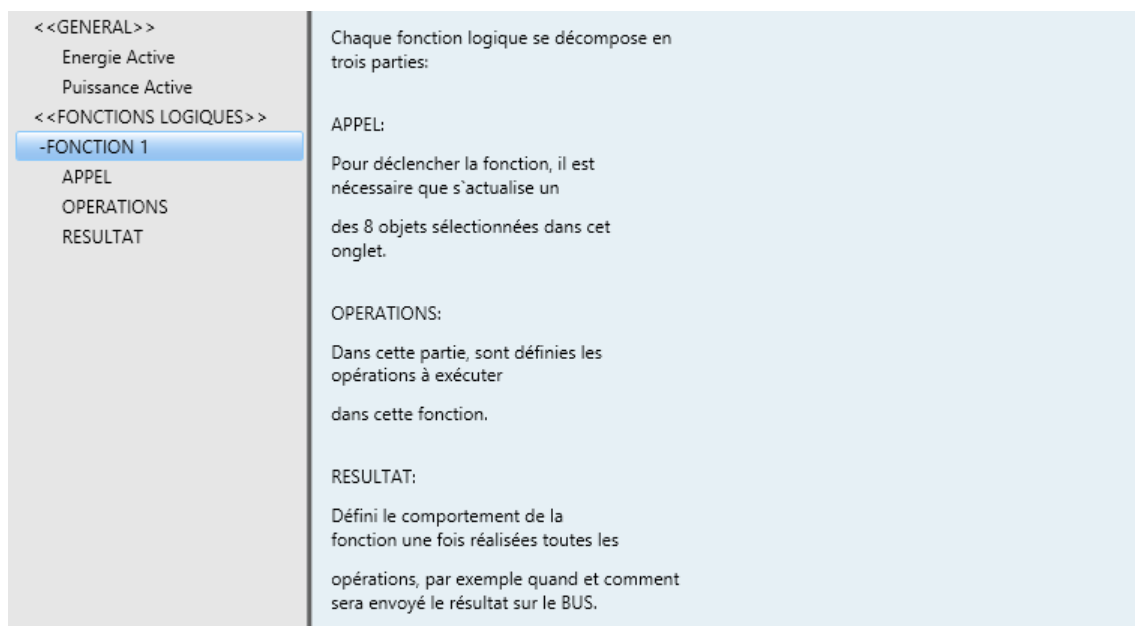 <<GENERAL>>
Energie Active
Puissance Active
<<FONCTIONS LOGIQUES>>
-FONCTION 1
APPEL
OPERATIONS
RESULTAT
Chaque fonction logique se décompose en
trois parties:
APPEL:
Pour déclencher la fonction, il est
nécessaire que s`actualise un
des 8 objets sélectionnées dans cet
onglet.
OPERATIONS:
Dans cette partie, sont définies les
opérations à exécuter
dans cette fonction.
RESULTAT:
Défini le comportement de la
fonction une fois réalisées toutes les
opérations, par exemple quand et comment
sera envoyé le résultat sur le BUS.